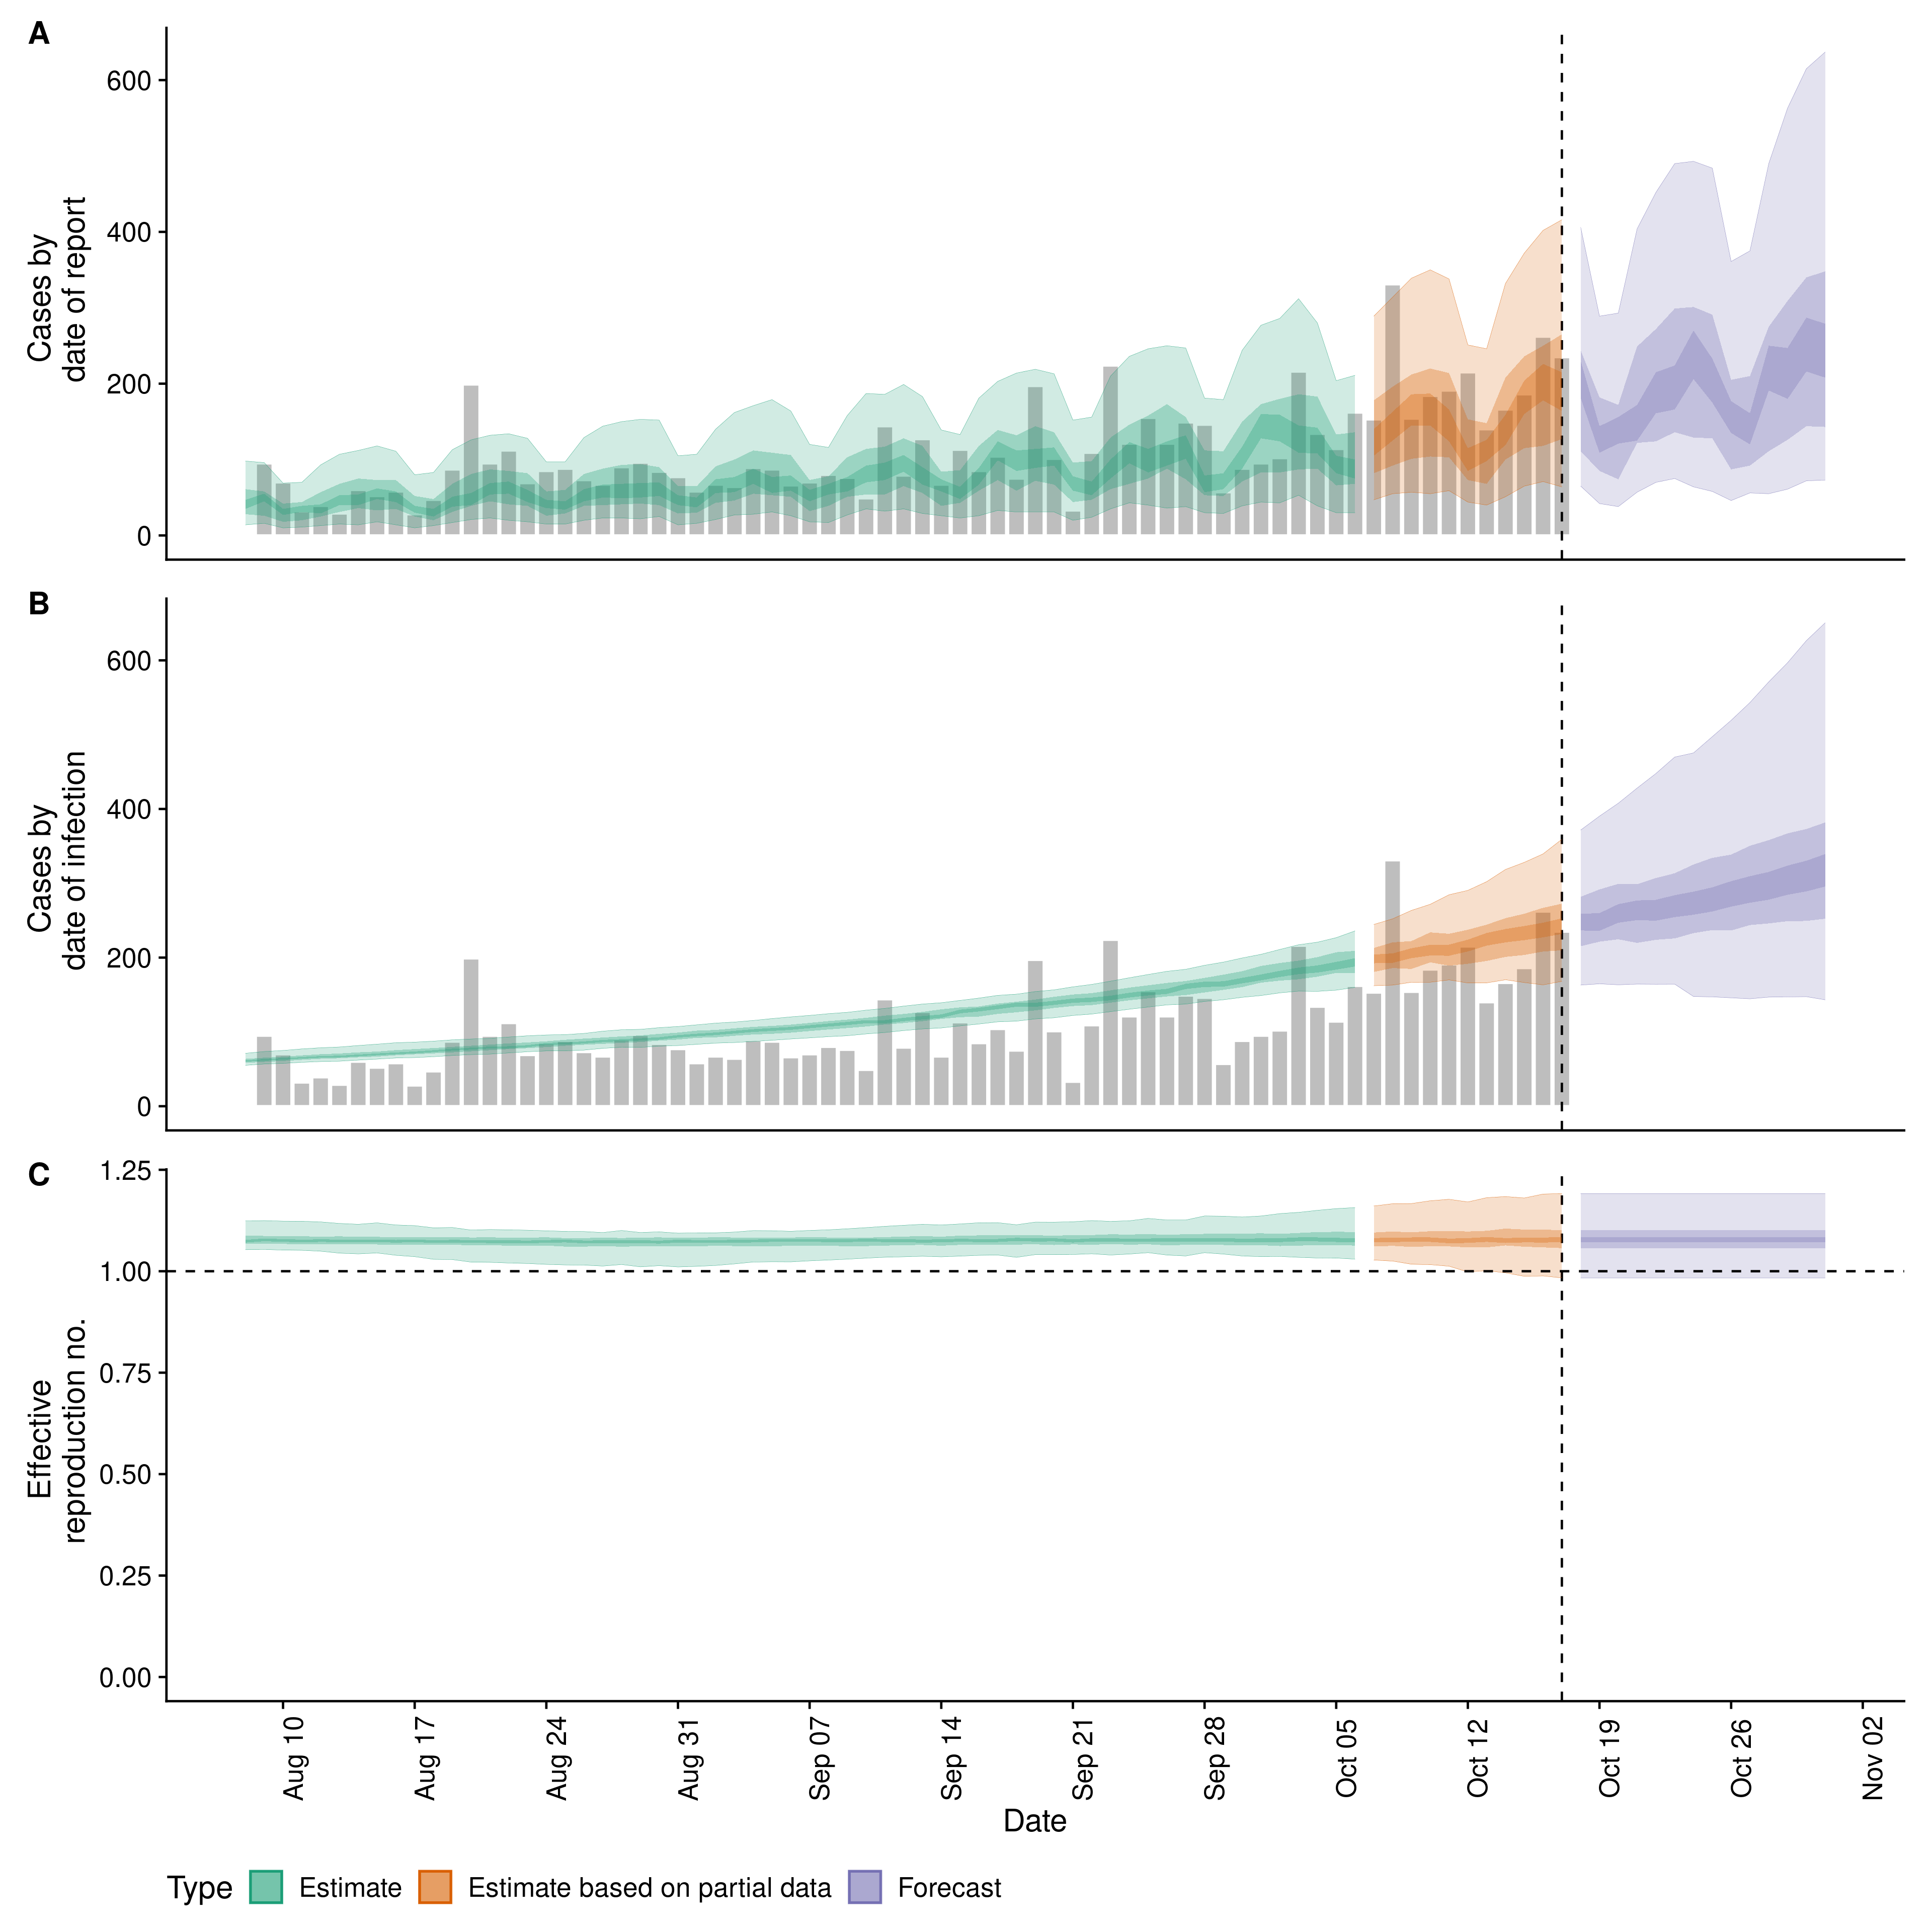 A
Cases by
date of report
600
400
200
0
B
Cases by
date of infection
600
400
200
0
C
Effective
reproduction no.
1.25
1.00
0.75
0.50
0.25
0.00
Aug 10
Aug 17
Aug 24
Aug 31
Sep 07
Sep 14
Sep 21
Sep 28
Oct 05
Oct 12
Oct 19
Oct 26
Nov 02
Date
Type Estimate Estimate based on partial data Forecast